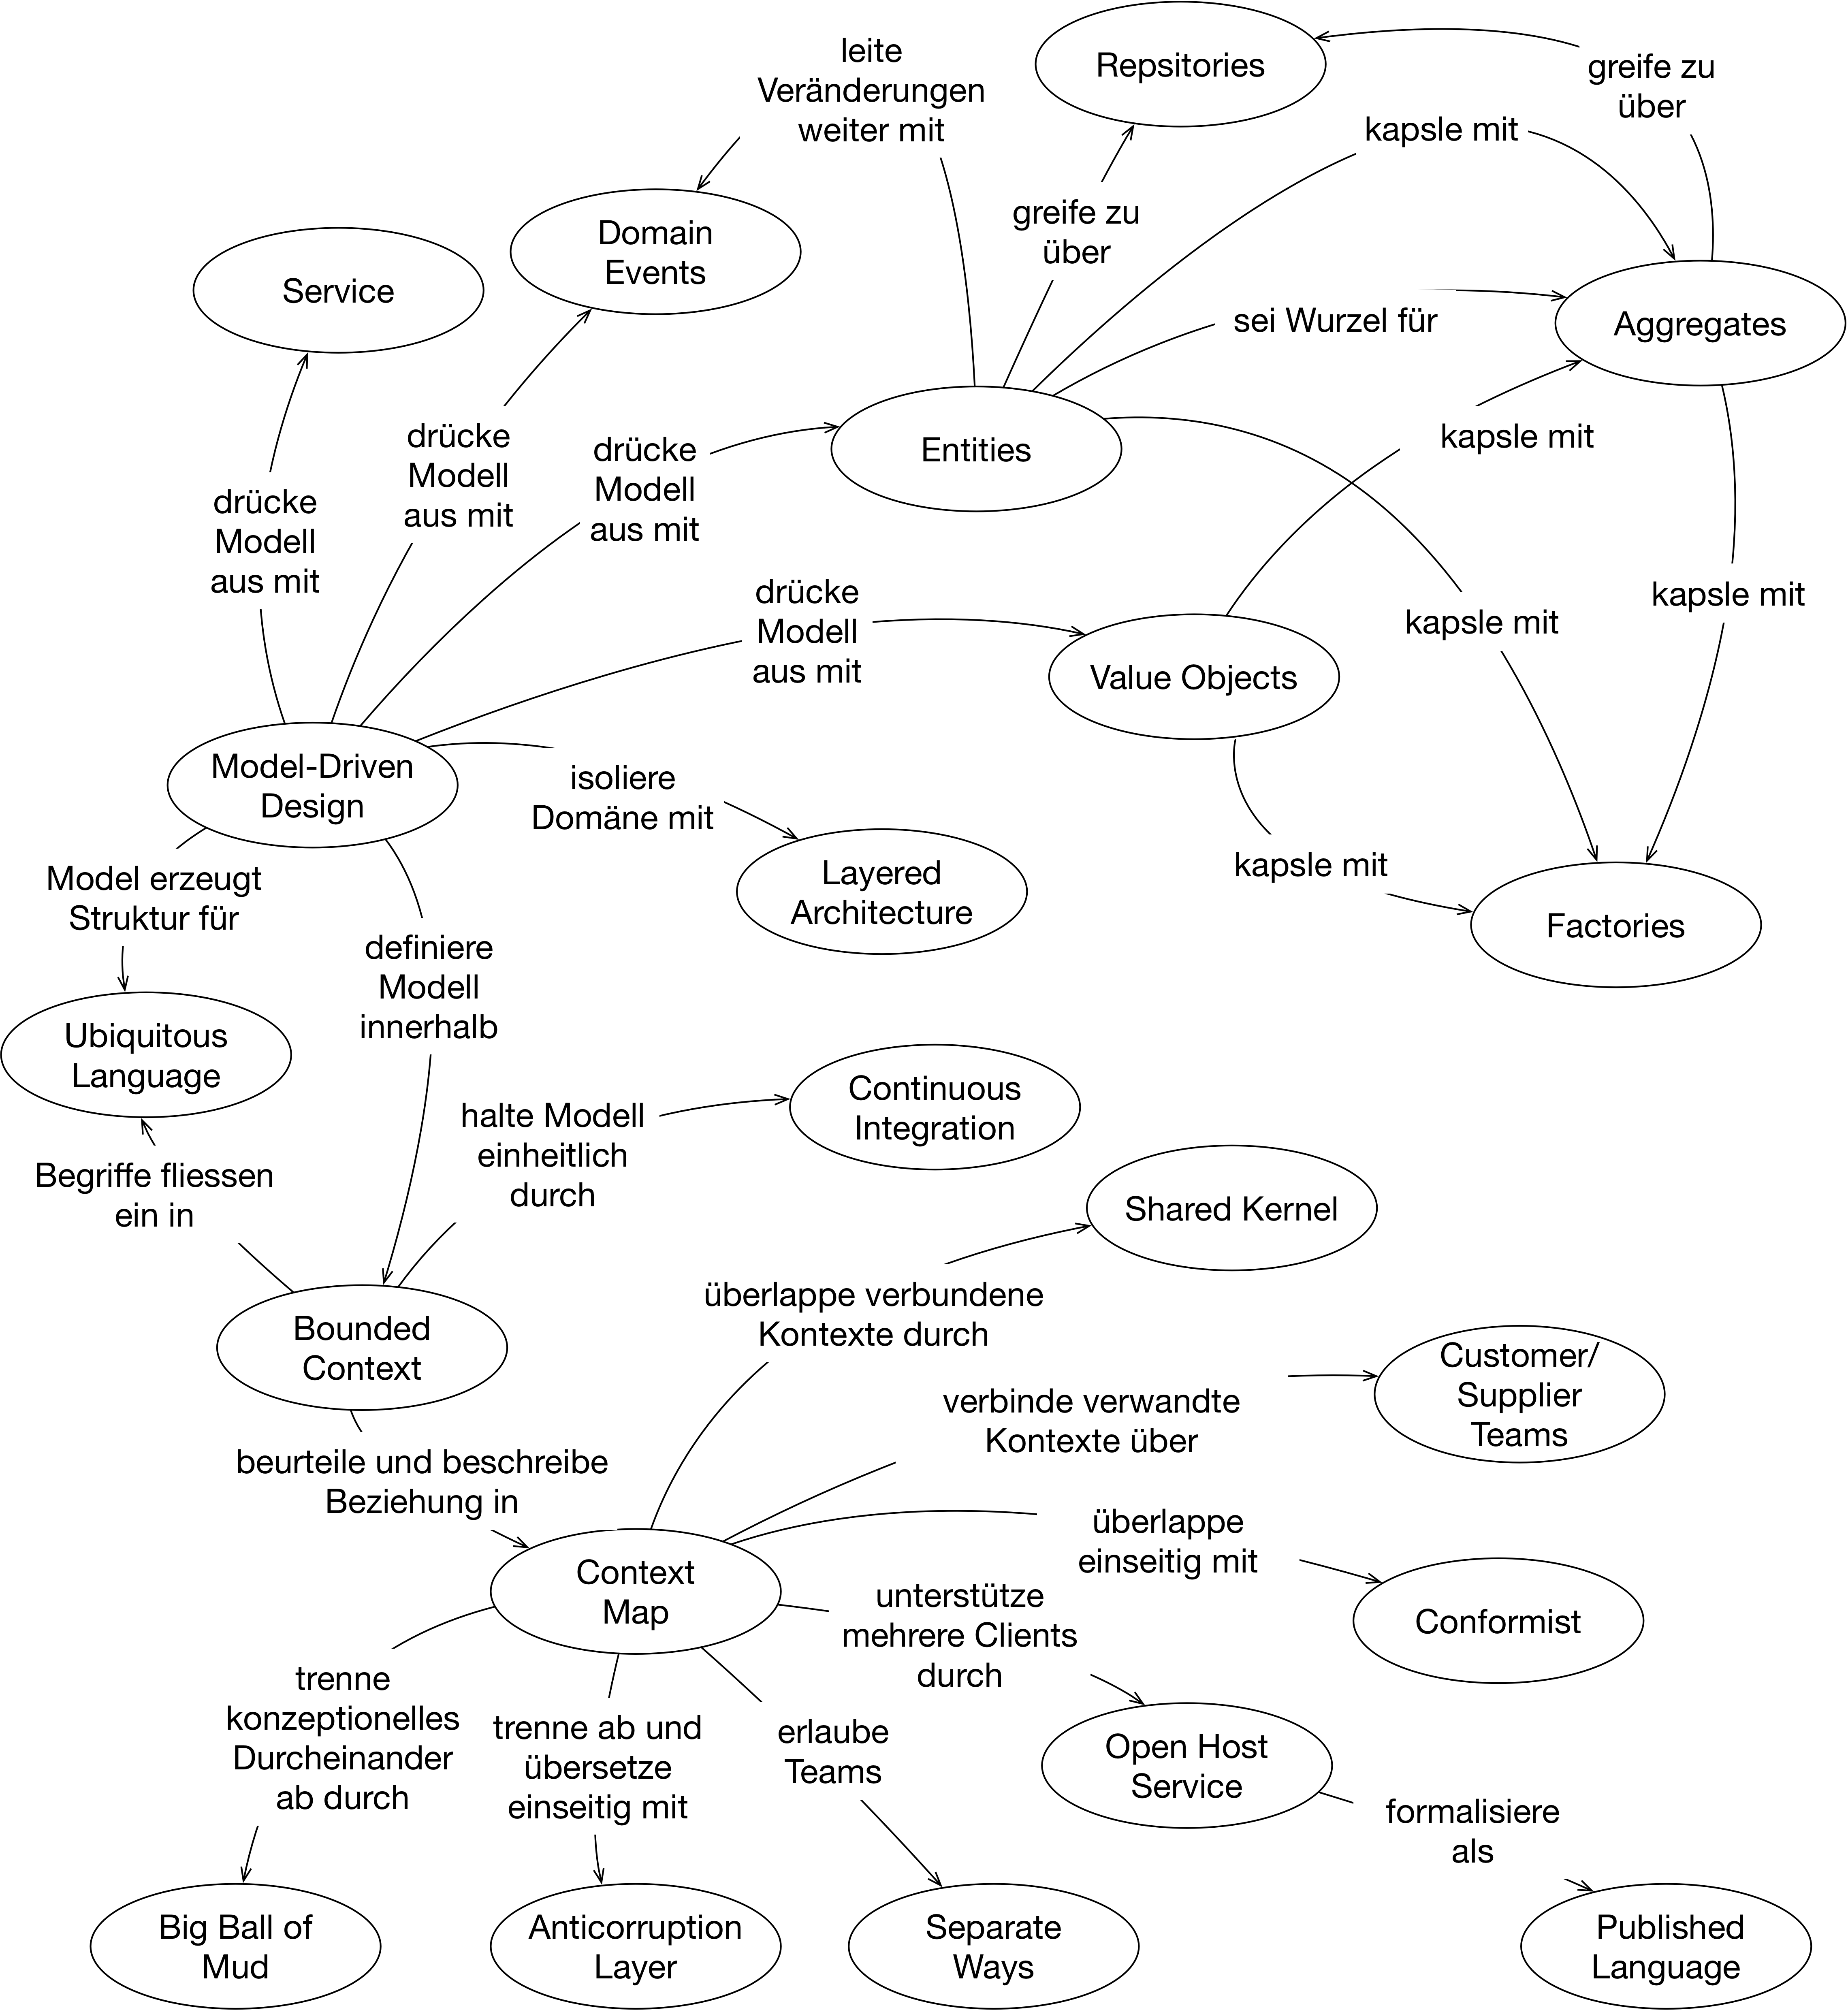 leite
Veränderungen
weiter mit
Repsitories
greife zu
über
kapsle mit
greife zu
über
Domain
Events
Service
sei Wurzel für
Aggregates
drücke
Modell
aus mit
drücke
Modell
aus mit
drücke
Modell
aus mit
Entities
kapsle mit
drücke
Modell
aus mit
Value Objects
kapsle mit
kapsle mit
Model-Driven
Design
isoliere
Domäne mit
Layered
Architecture
kapsle mit
Factories
Model erzeugt
Struktur für
definiere
Modell
innerhalb
Ubiquitous
Language
halte Modell
einheitlich
durch
Continuous
Integration
Begriffe fliessen
ein in
Shared Kernel
Bounded
Context
überlappe verbundene
Kontexte durch
Customer/
Supplier
Teams
verbinde verwandte
Kontexte über
beurteile und beschreibe
Beziehung in
überlappe
einseitig mit
Context
Map
unterstütze
mehrere Clients
durch
Conformist
trenne
konzeptionelles
Durcheinander
ab durch
trenne ab und
übersetze
einseitig mit
erlaube
Teams
Open Host
Service
formalisiere
als
Big Ball of
Mud
Anticorruption
Layer
Separate
Ways
Published
Language